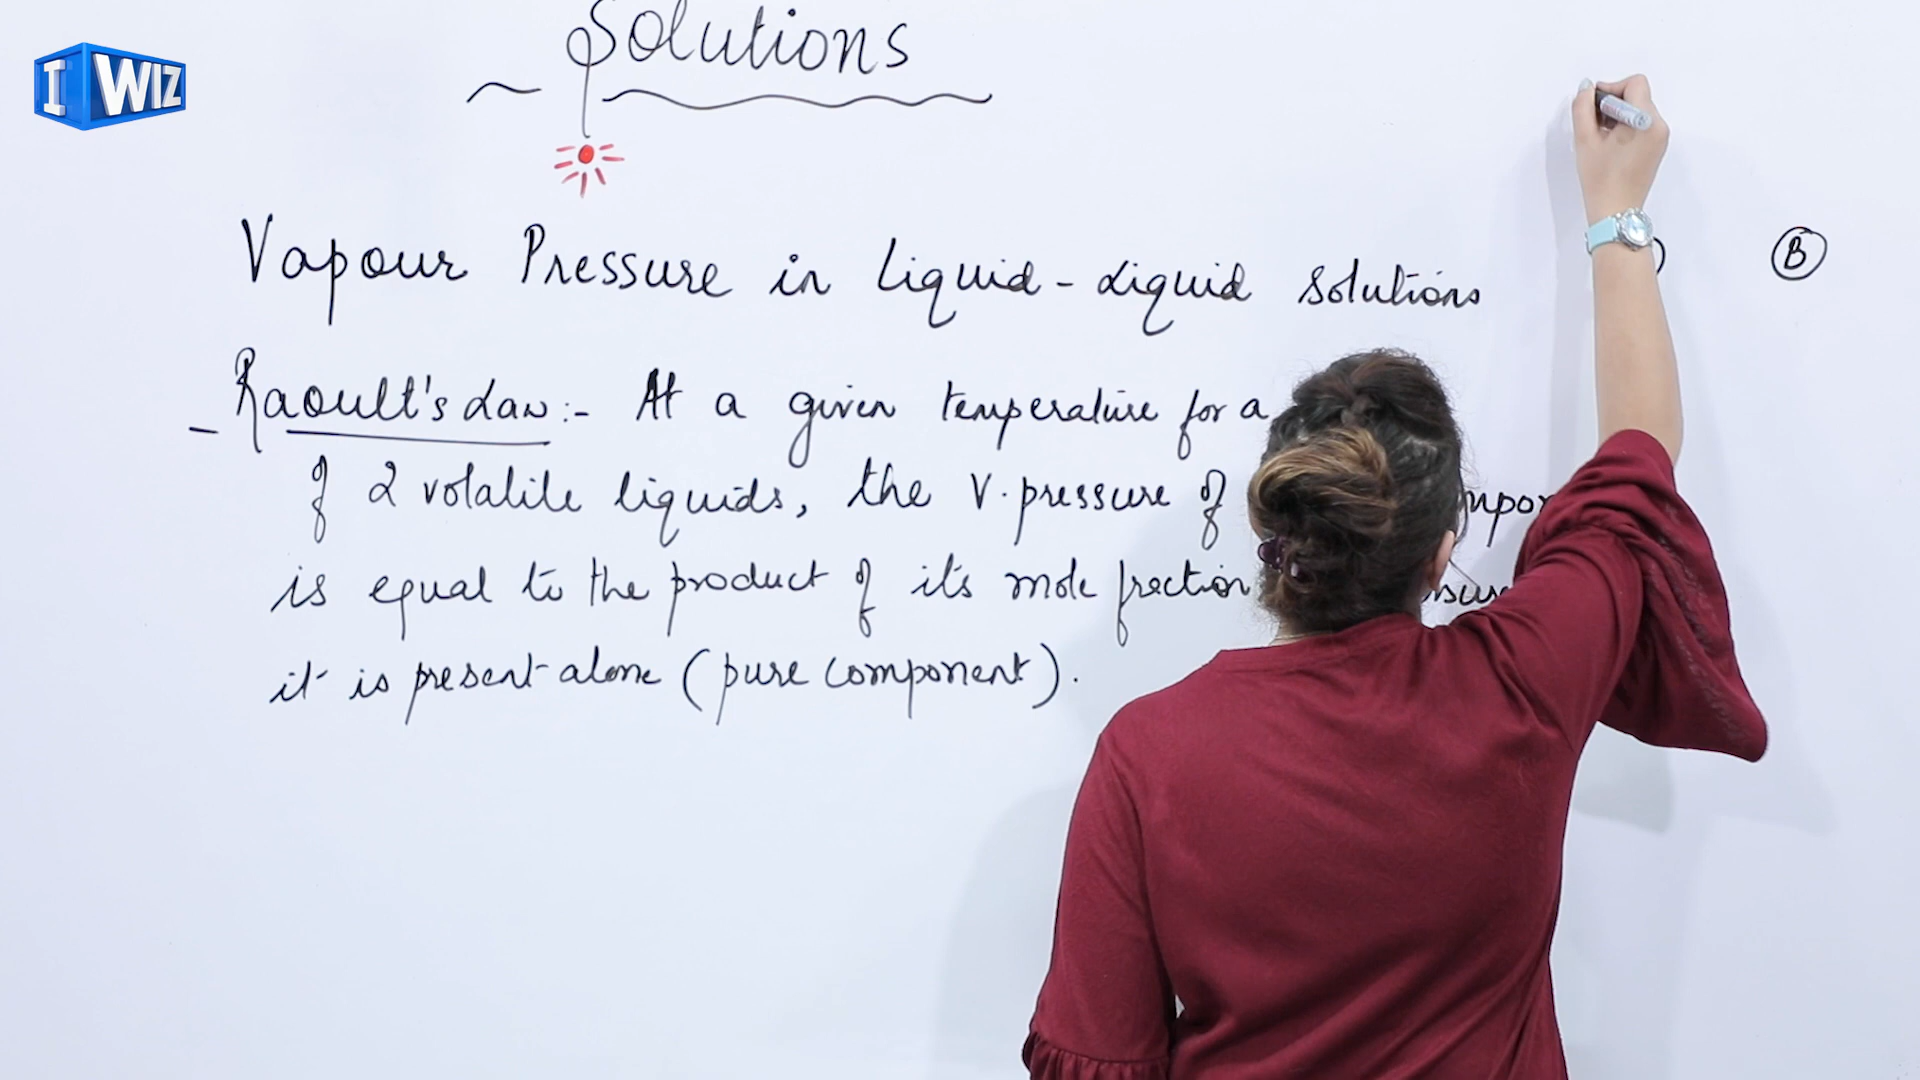 I WIZ
Solutions
Vapour Pressure in Liquid - Liquid solutions
B
- Raoult's Law :- At a given temperature for a
of 2 volatile liquids, the v. pressure of
is equal to the product of it's mole fraction
it is present alone (pure component).